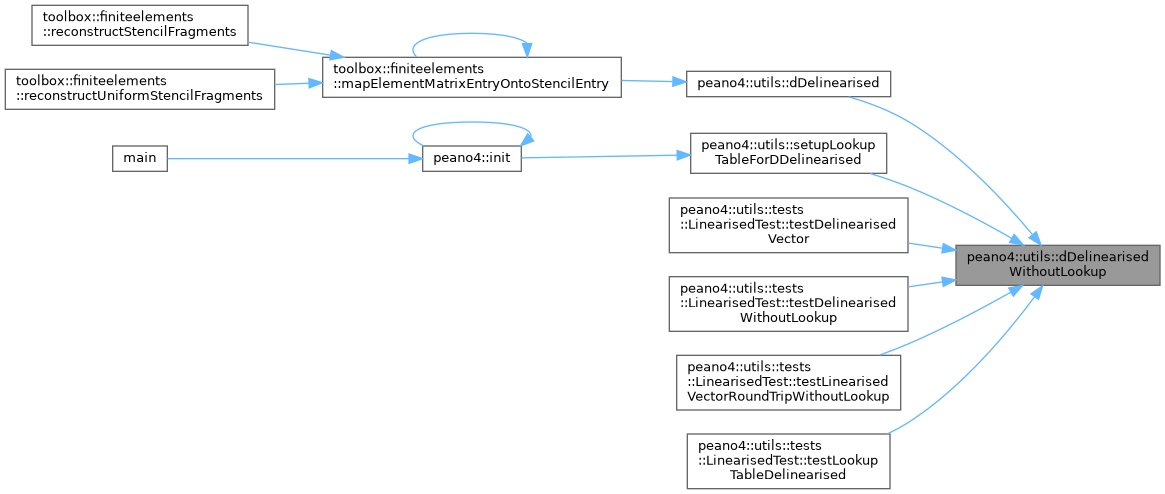 toolbox::finiteelements
::reconstructStencilFragments
toolbox::finiteelements
::reconstructUniformStencilFragments
toolbox::finiteelements
::mapElementMatrixEntryOntoStencilEntry
peano4::utils::dDelinearised
main
peano4::init
peano4::utils::setupLookup
TableForDDelinearised
peano4::utils::tests
::LinearisedTest::testDelinearised
Vector
peano4::utils::dDelinearised
WithoutLookup
peano4::utils::tests
::LinearisedTest::testDelinearised
WithoutLookup
peano4::utils::tests
::LinearisedTest::testLinearised
VectorRoundTripWithoutLookup
peano4::utils::tests
::LinearisedTest::testLookup
TableDelinearised